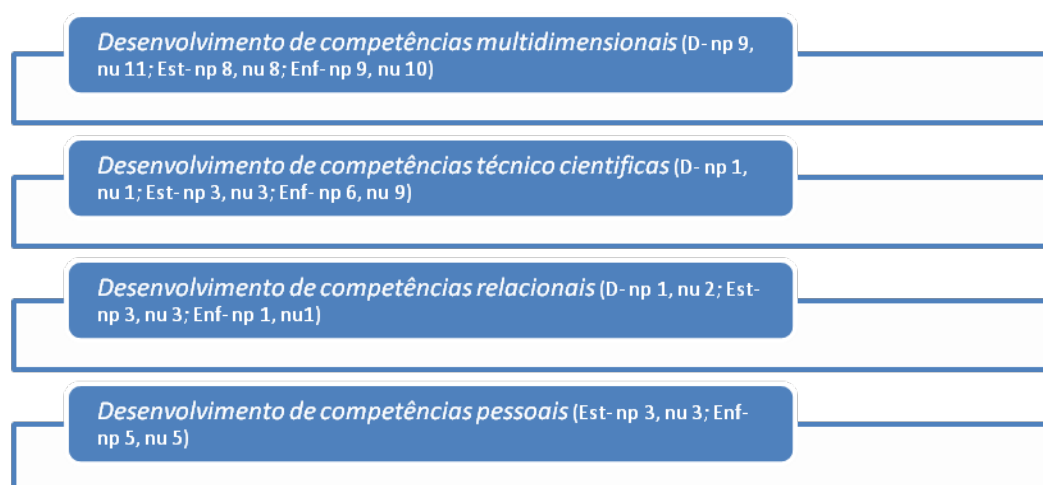 Desenvolvimento de competências multidimensionais (D- np 9,
nu 11; Est- np 8, nu 8; Enf- np 9, nu 10)
Desenvolvimento de competências técnico cientificas (D- np 1,
nu 1; Est- np 3, nu 3; Enf- np 6, nu 9)
Desenvolvimento de competências relacionais (D- np 1, nu 2; Est-
np 3, nu 3; Enf- np 1, nu1)
Desenvolvimento de competências pessoais (Est- np 3, nu 3; Enf-
np 5, nu 5)